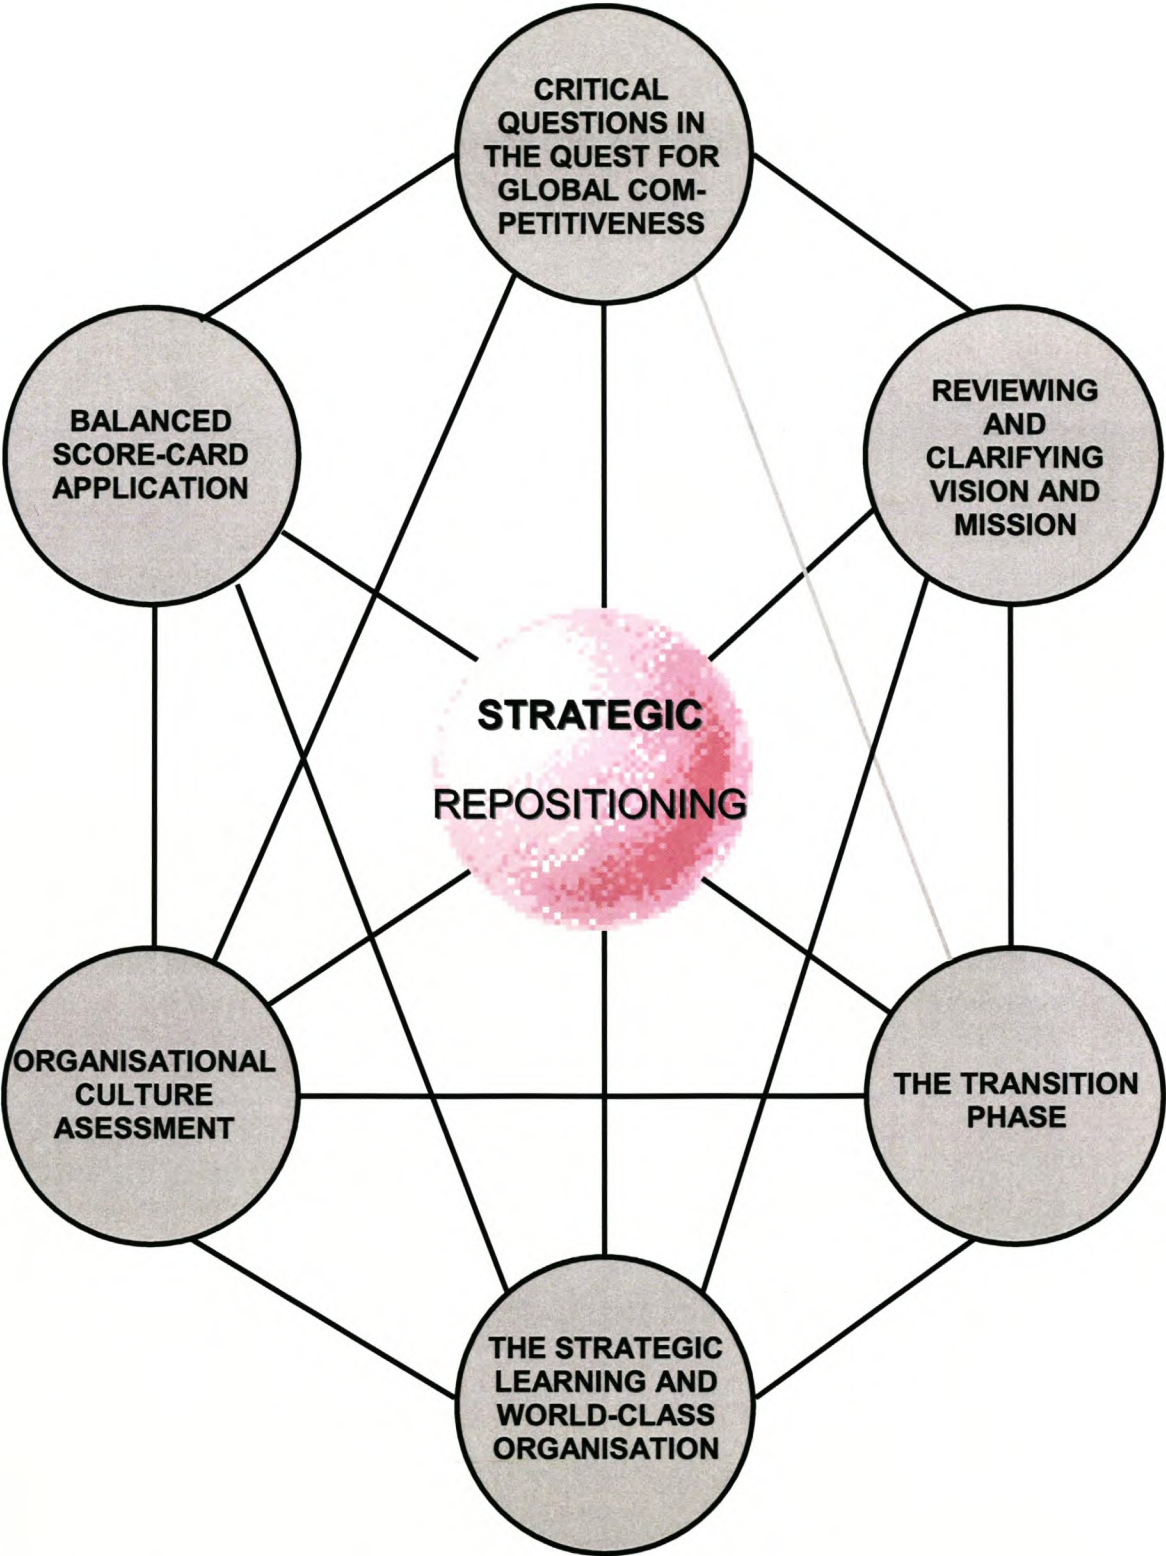 CRITICAL
QUESTIONS IN
THE QUEST FOR
GLOBAL COM-
PETITIVENESS
BALANCED
SCORE-CARD
APPLICATION
REVIEWING
AND
CLARIFYING
VISION AND
MISSION
STRATEGIC
REPOSITIONING
ORGANISATIONAL
CULTURE
ASESSMENT
THE TRANSITION
PHASE
THE STRATEGIC
LEARNING AND
WORLD-CLASS
ORGANISATION